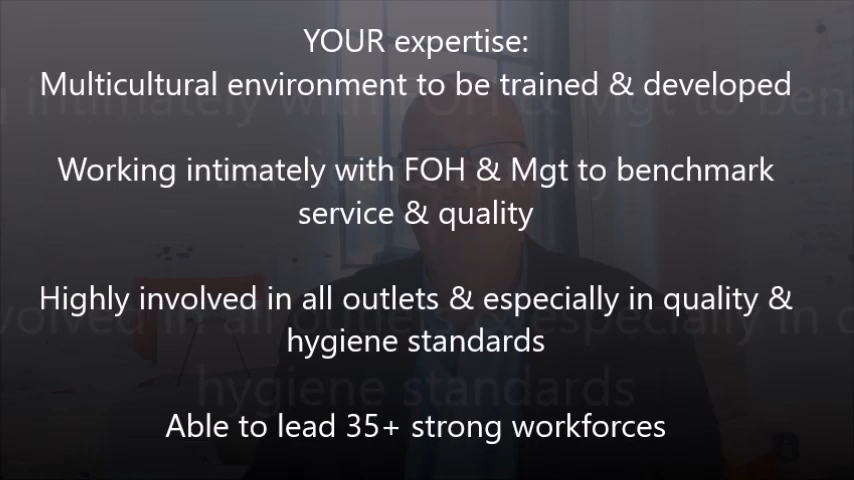 YOUR expertise:
Multicultural environment to be trained & developed
Working intimately with FOH & Mgt to benchmark
service & quality
Highly involved in all outlets & especially in quality &
hygiene standards
Able to lead 35+ strong workforces